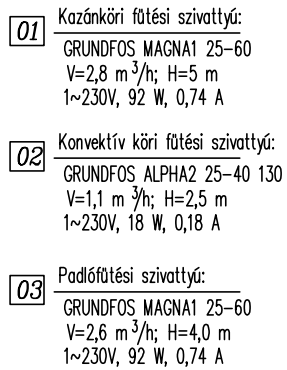 01 Kazánköri fűtési szivattyú:
GRUNDFOS MAGNA1 25-60
V=2,8 m³/h; H=5 m
1~230V, 92 W, 0,74 A
02 Konvektív köri fűtési szivattyú:
GRUNDFOS ALPHA2 25-40 130
V=1,1 m³/h; H=2,5 m
1~230V, 18 W, 0,18 A
03 Padlófűtési szivattyú:
GRUNDFOS MAGNA1 25-60
V=2,6 m³/h; H=4,0 m
1~230V, 92 W, 0,74 A